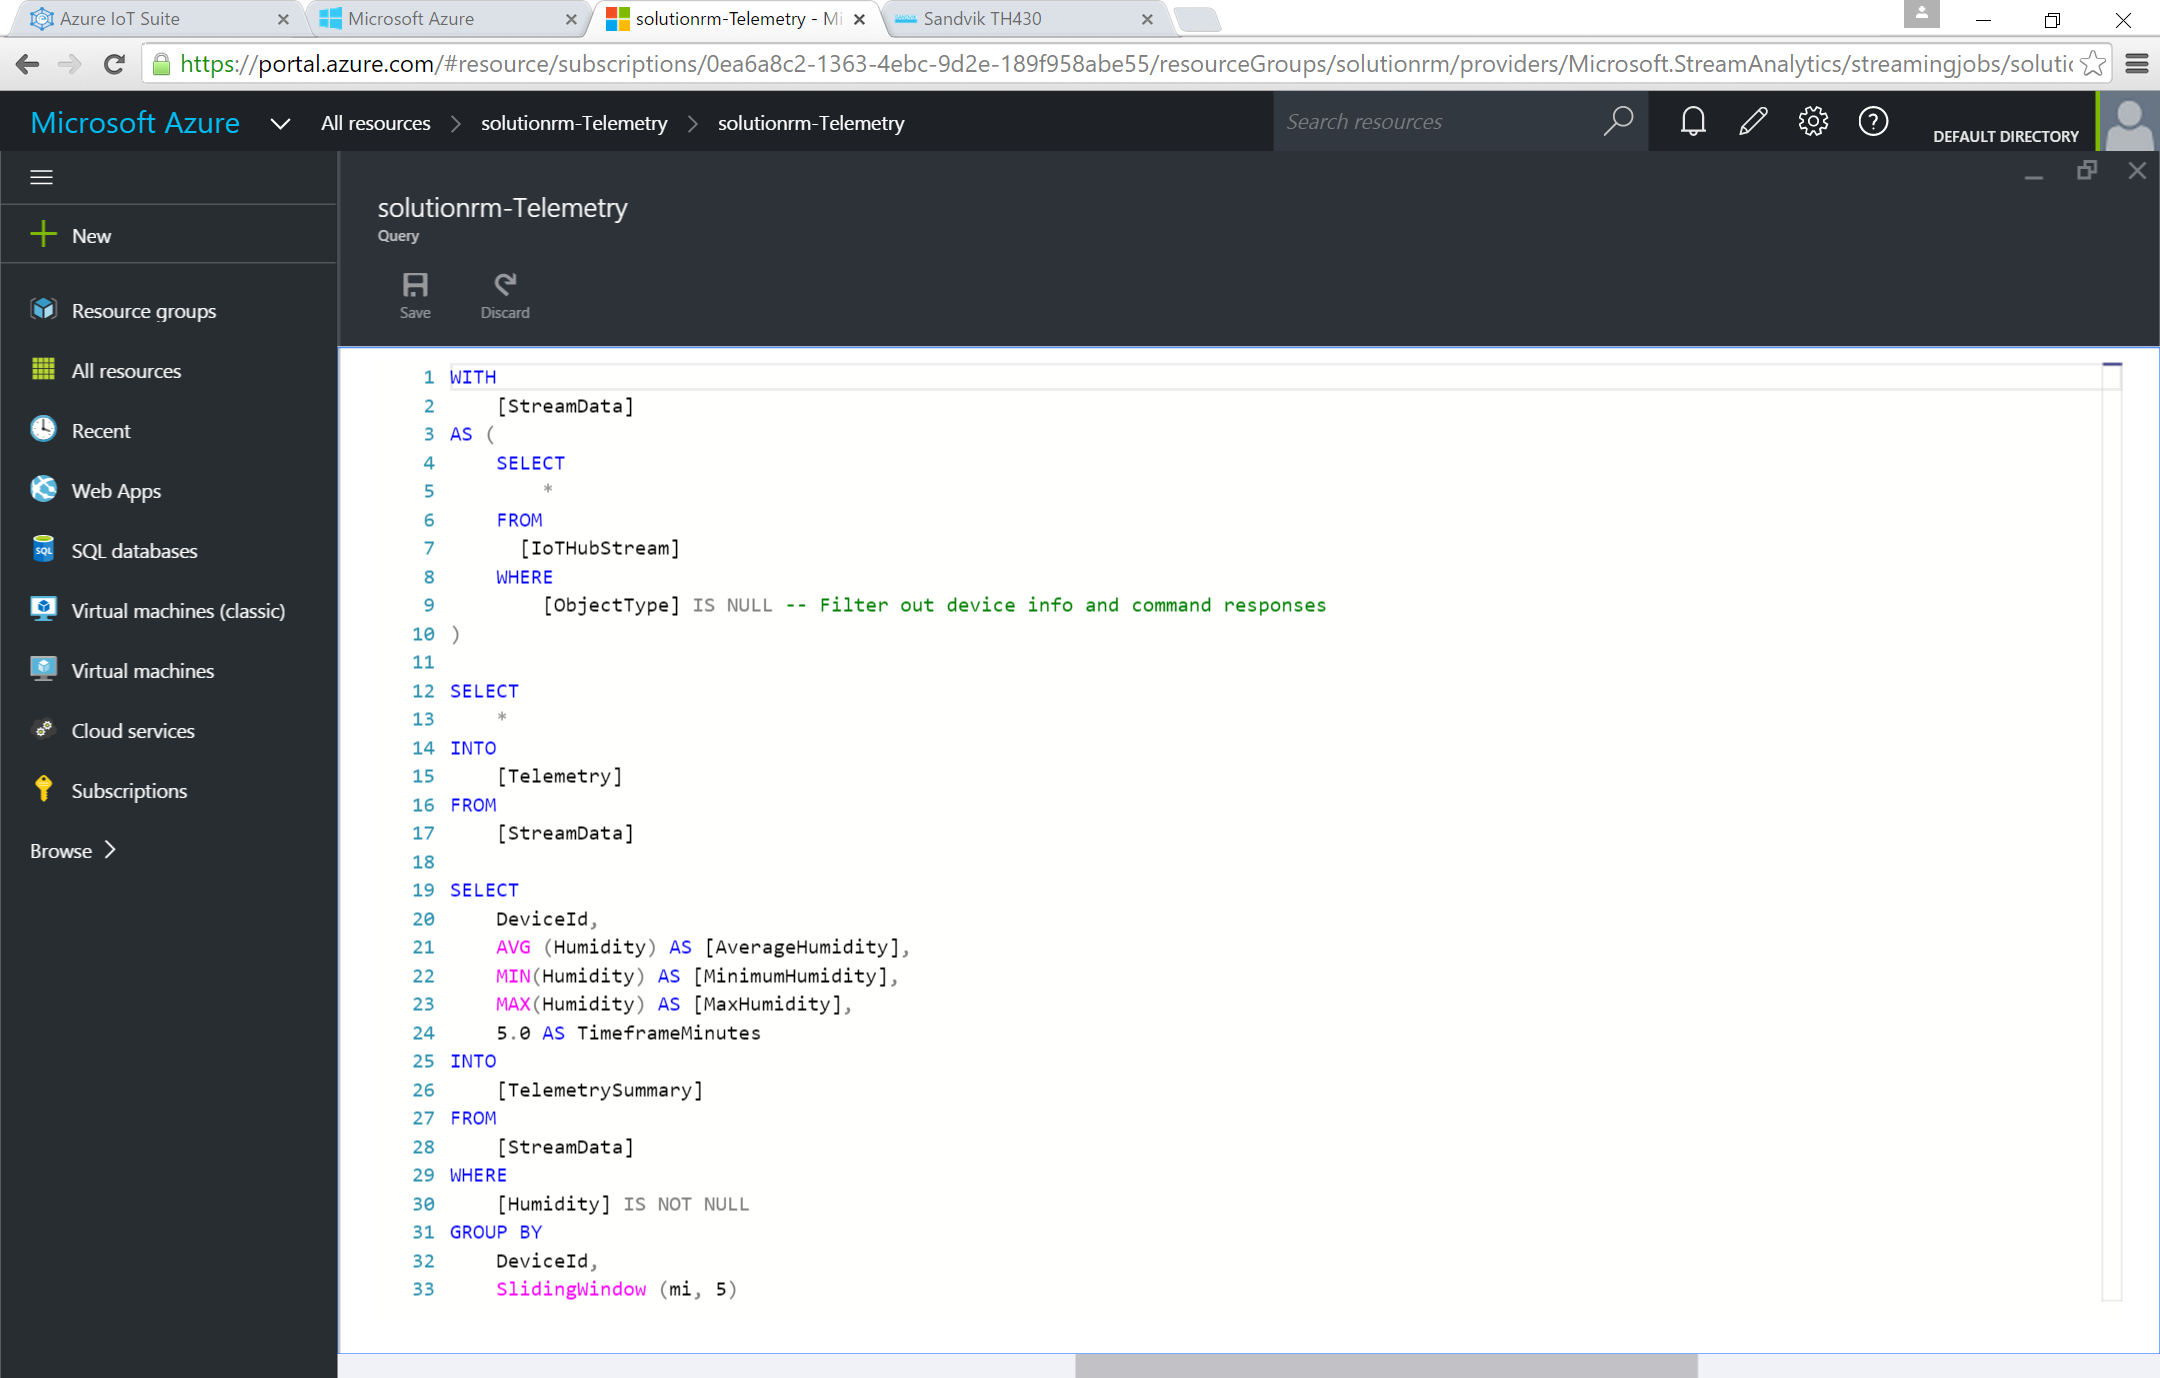 Azure IoT Suite
Microsoft Azure
solutionrm-Telemetry - Mi
Sandvik TH430
https://portal.azure.com/#resource/subscriptions/0ea6a8c2-1363-4ebc-9d2e-189f958abe55/resourceGroups/solutionrm/providers/Microsoft.StreamAnalytics/streamingjobs/solutic
Microsoft Azure
All resources > solutionrm-Telemetry > solutionrm-Telemetry
Search resources
DEFAULT DIRECTORY
New
Resource groups
All resources
Recent
Web Apps
SQL databases
Virtual machines (classic)
Virtual machines
Cloud services
Subscriptions
Browse >
solutionrm-Telemetry
Query
Save
Discard
1 WITH
2 [StreamData]
3 AS (
4 SELECT
5 *
6 FROM
7 [IoTHubStream]
8 WHERE
9 [ObjectType] IS NULL -- Filter out device info and command responses
10 )
11
12 SELECT
13 *
14 INTO
15 [Telemetry]
16 FROM
17 [StreamData]
18
19 SELECT
20 DeviceId,
21 AVG (Humidity) AS [AverageHumidity],
22 MIN(Humidity) AS [MinimumHumidity],
23 MAX(Humidity) AS [MaxHumidity],
24 5.0 AS TimeframeMinutes
25 INTO
26 [TelemetrySummary]
27 FROM
28 [StreamData]
29 WHERE
30 [Humidity] IS NOT NULL
31 GROUP BY
32 DeviceId,
33 SlidingWindow (mi, 5)